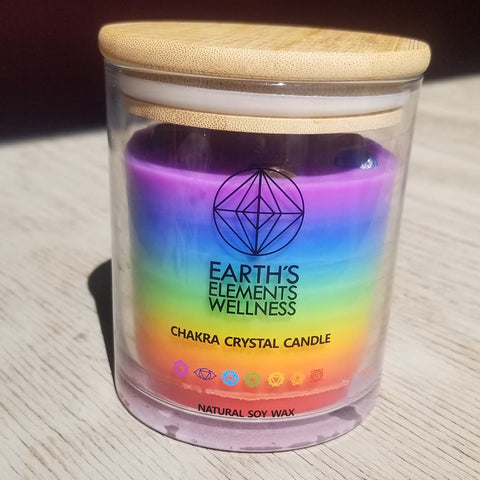 EARTH'S
ELEMENTS
WELLNESS
CHAKRA CRYSTAL CANDLE
NATURAL SOY WAX